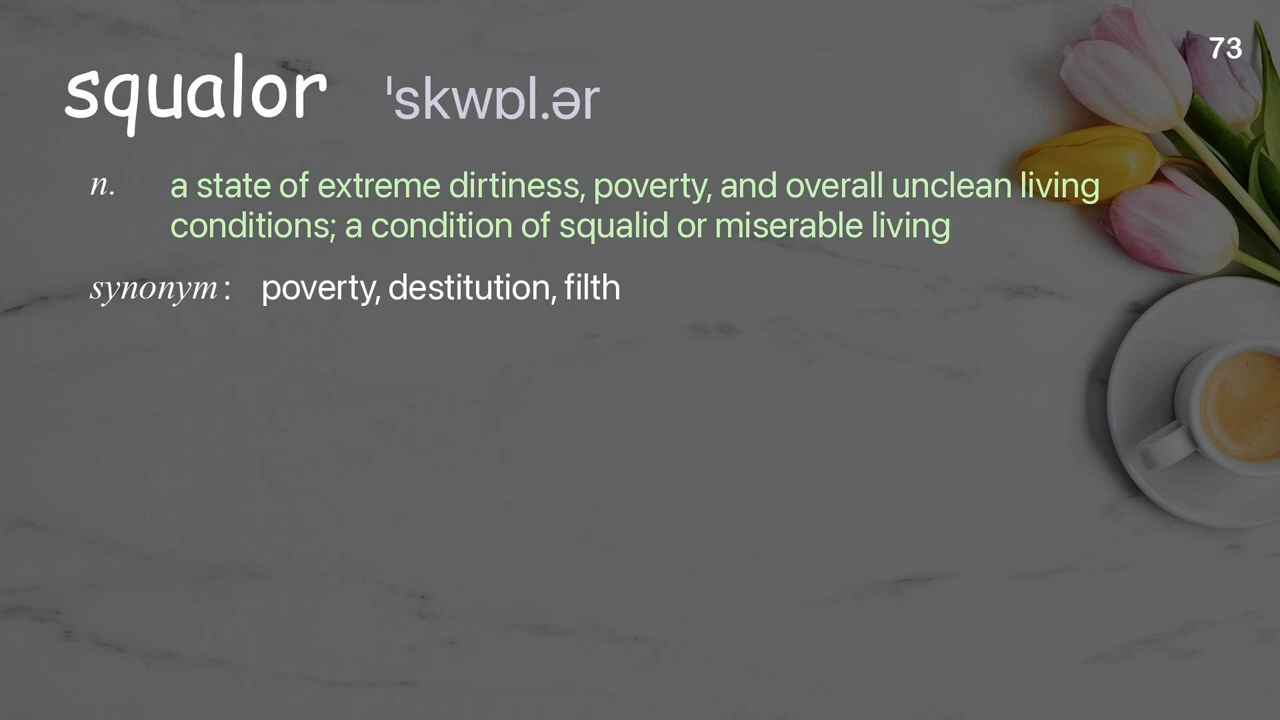 73
squalor ˈskwɒl.ər
n. a state of extreme dirtiness, poverty, and overall unclean living
conditions; a condition of squalid or miserable living
synonym: poverty, destitution, filth